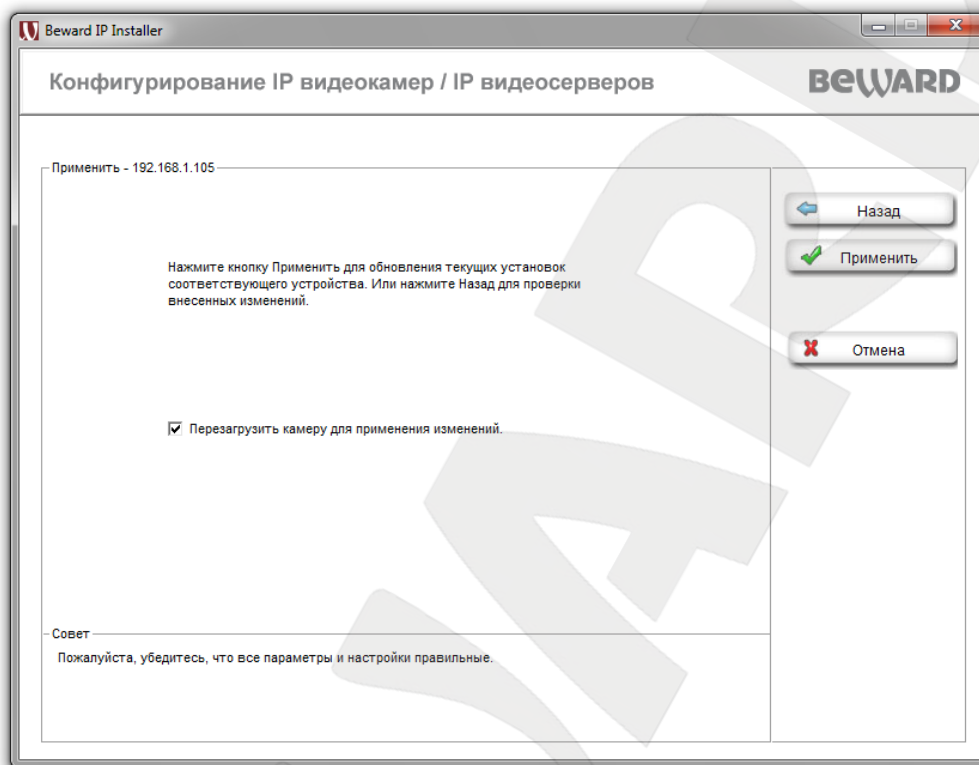 Beward IP Installer
Конфигурирование IP видеокамер / IP видеосерверов
BEWARD
Применить - 192.168.1.105
Нажмите кнопку Применить для обновления текущих установок
соответствующего устройства. Или нажмите Назад для проверки
внесенных изменений.
Перезагрузить камеру для применения изменений.
Назад
Применить
Отмена
Совет
Пожалуйста, убедитесь, что все параметры и настройки правильные.